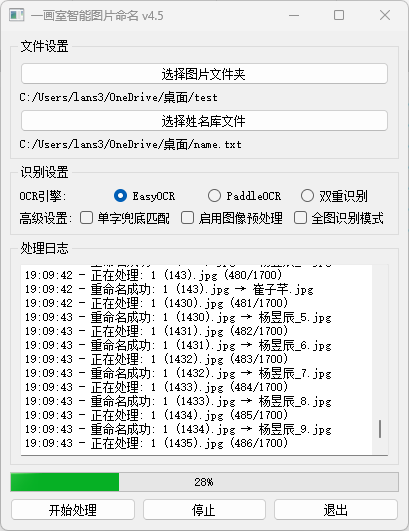 一画室智能图片命名 v4.5
文件设置
选择图片文件夹
C:/Users/lans3/OneDrive/桌面/test
选择姓名库文件
C:/Users/lans3/OneDrive/桌面/name.txt
识别设置
OCR引擎: EasyOCR PaddleOCR 双重识别
高级设置: 单字兜底匹配 启用图像预处理 全图识别模式
处理日志
19:09:42 - 正在处理: 1 (143).jpg (480/1700)
19:09:42 - 重命名成功: 1 (143).jpg → 崔子芊.jpg
19:09:42 - 正在处理: 1 (1430).jpg (481/1700)
19:09:43 - 重命名成功: 1 (1430).jpg → 杨昱辰_5.jpg
19:09:43 - 正在处理: 1 (1431).jpg (482/1700)
19:09:43 - 重命名成功: 1 (1431).jpg → 杨昱辰_6.jpg
19:09:43 - 正在处理: 1 (1432).jpg (483/1700)
19:09:43 - 重命名成功: 1 (1432).jpg → 杨昱辰_7.jpg
19:09:43 - 正在处理: 1 (1433).jpg (484/1700)
19:09:43 - 重命名成功: 1 (1433).jpg → 杨昱辰_8.jpg
19:09:43 - 正在处理: 1 (1434).jpg (485/1700)
19:09:43 - 重命名成功: 1 (1434).jpg → 杨昱辰_9.jpg
19:09:43 - 正在处理: 1 (1435).jpg (486/1700)
28%
开始处理 停止 退出